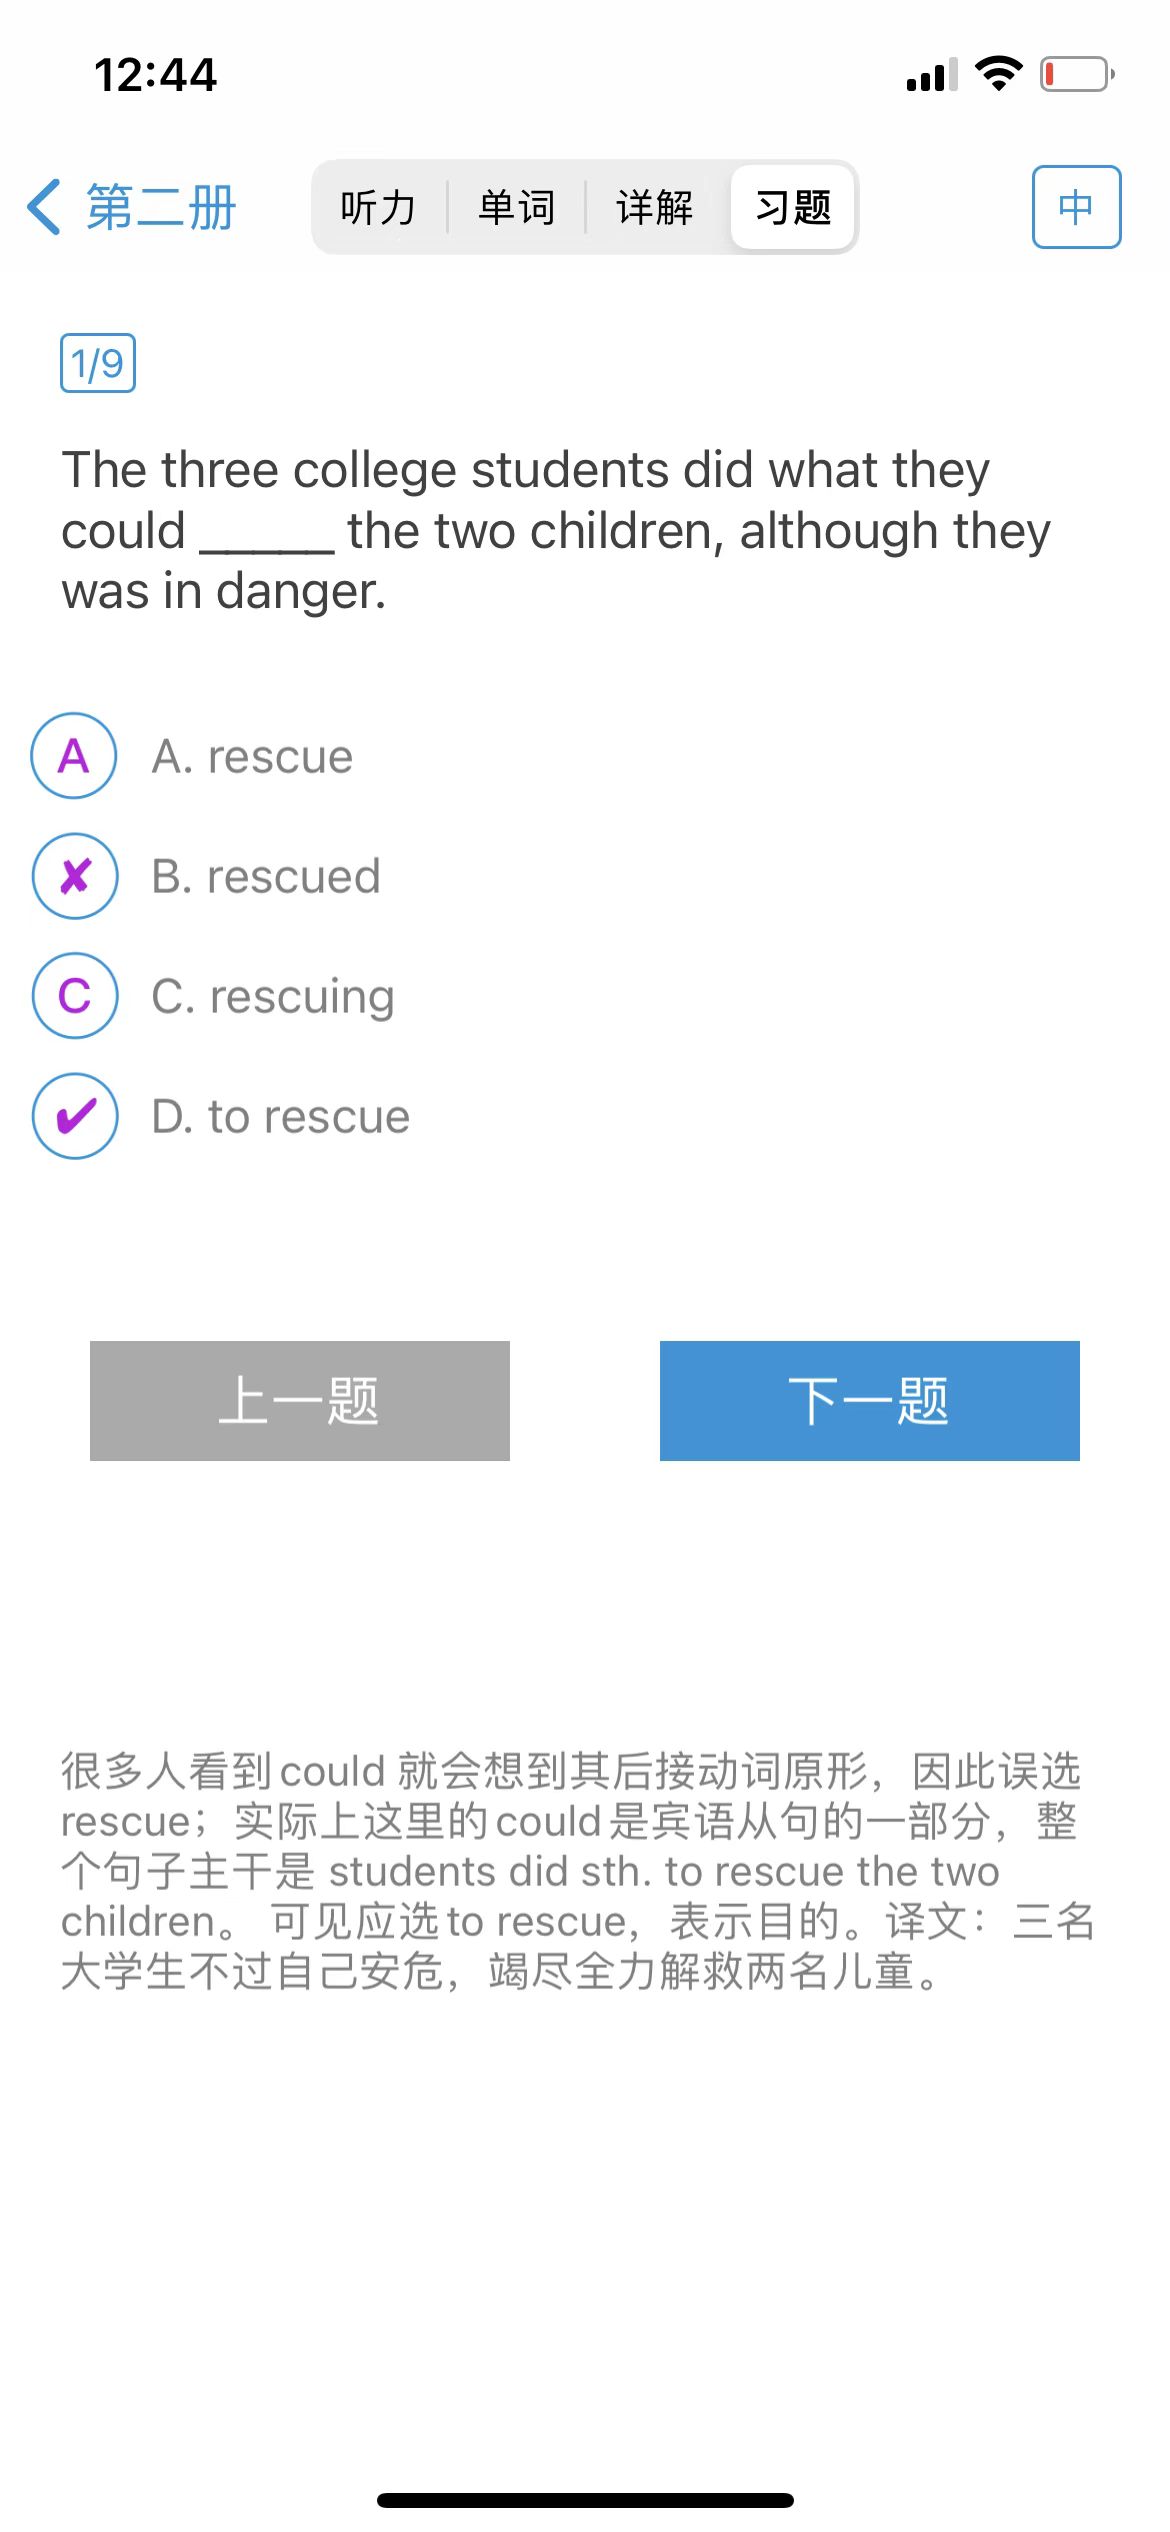 12:44
第二册
听力 单词 详解 习题
中
1/9
The three college students did what they
could _____ the two children, although they
was in danger.
A A. rescue
✘ B. rescued
C C. rescuing
✔ D. to rescue
上一题 下一题
很多人看到could 就会想到其后接动词原形，因此误选
rescue；实际上这里的could是宾语从句的一部分，整
个句子主干是 students did sth. to rescue the two
children。 可见应选to rescue，表示目的。译文：三名
大学生不过自己安危，竭尽全力解救两名儿童。